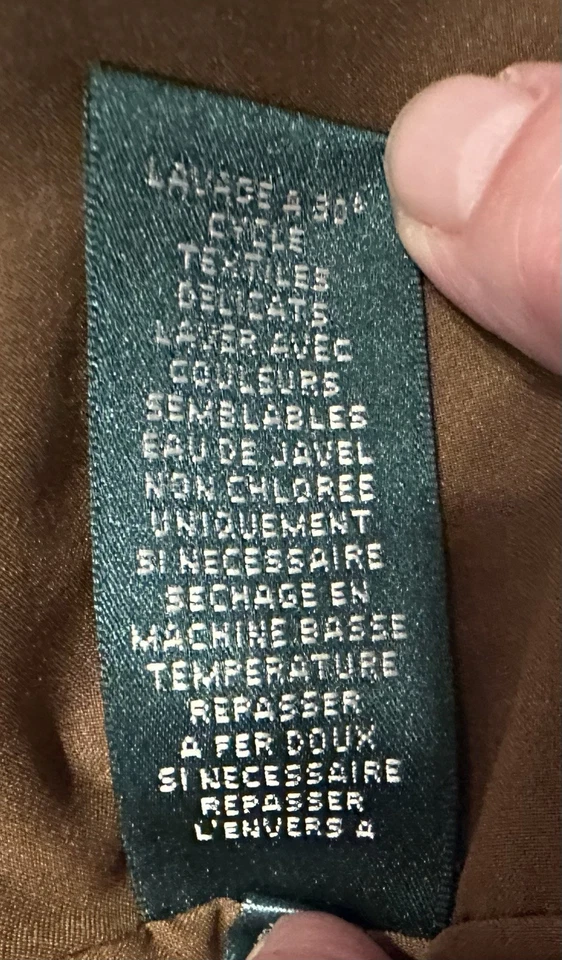 LAVAGE A 30°
CYCLE
TEXTILES
DELICATS
LAVER AVEC
COULEURS
SEMBLABLES
EAU DE JAVEL
NON CHLOREE
UNIQUEMENT
SI NECESSAIRE
SECHAGE EN
MACHINE BASSE
TEMPERATURE
REPASSER
A FER DOUX
SI NECESSAIRE
REPASSER
L'ENVERS A